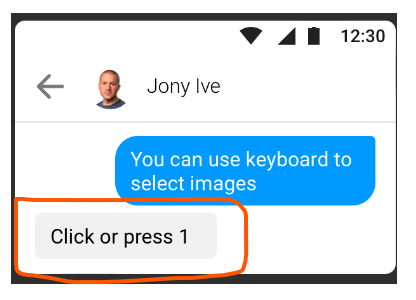 12:30
Jony Ive
You can use keyboard to
select images
Click or press 1